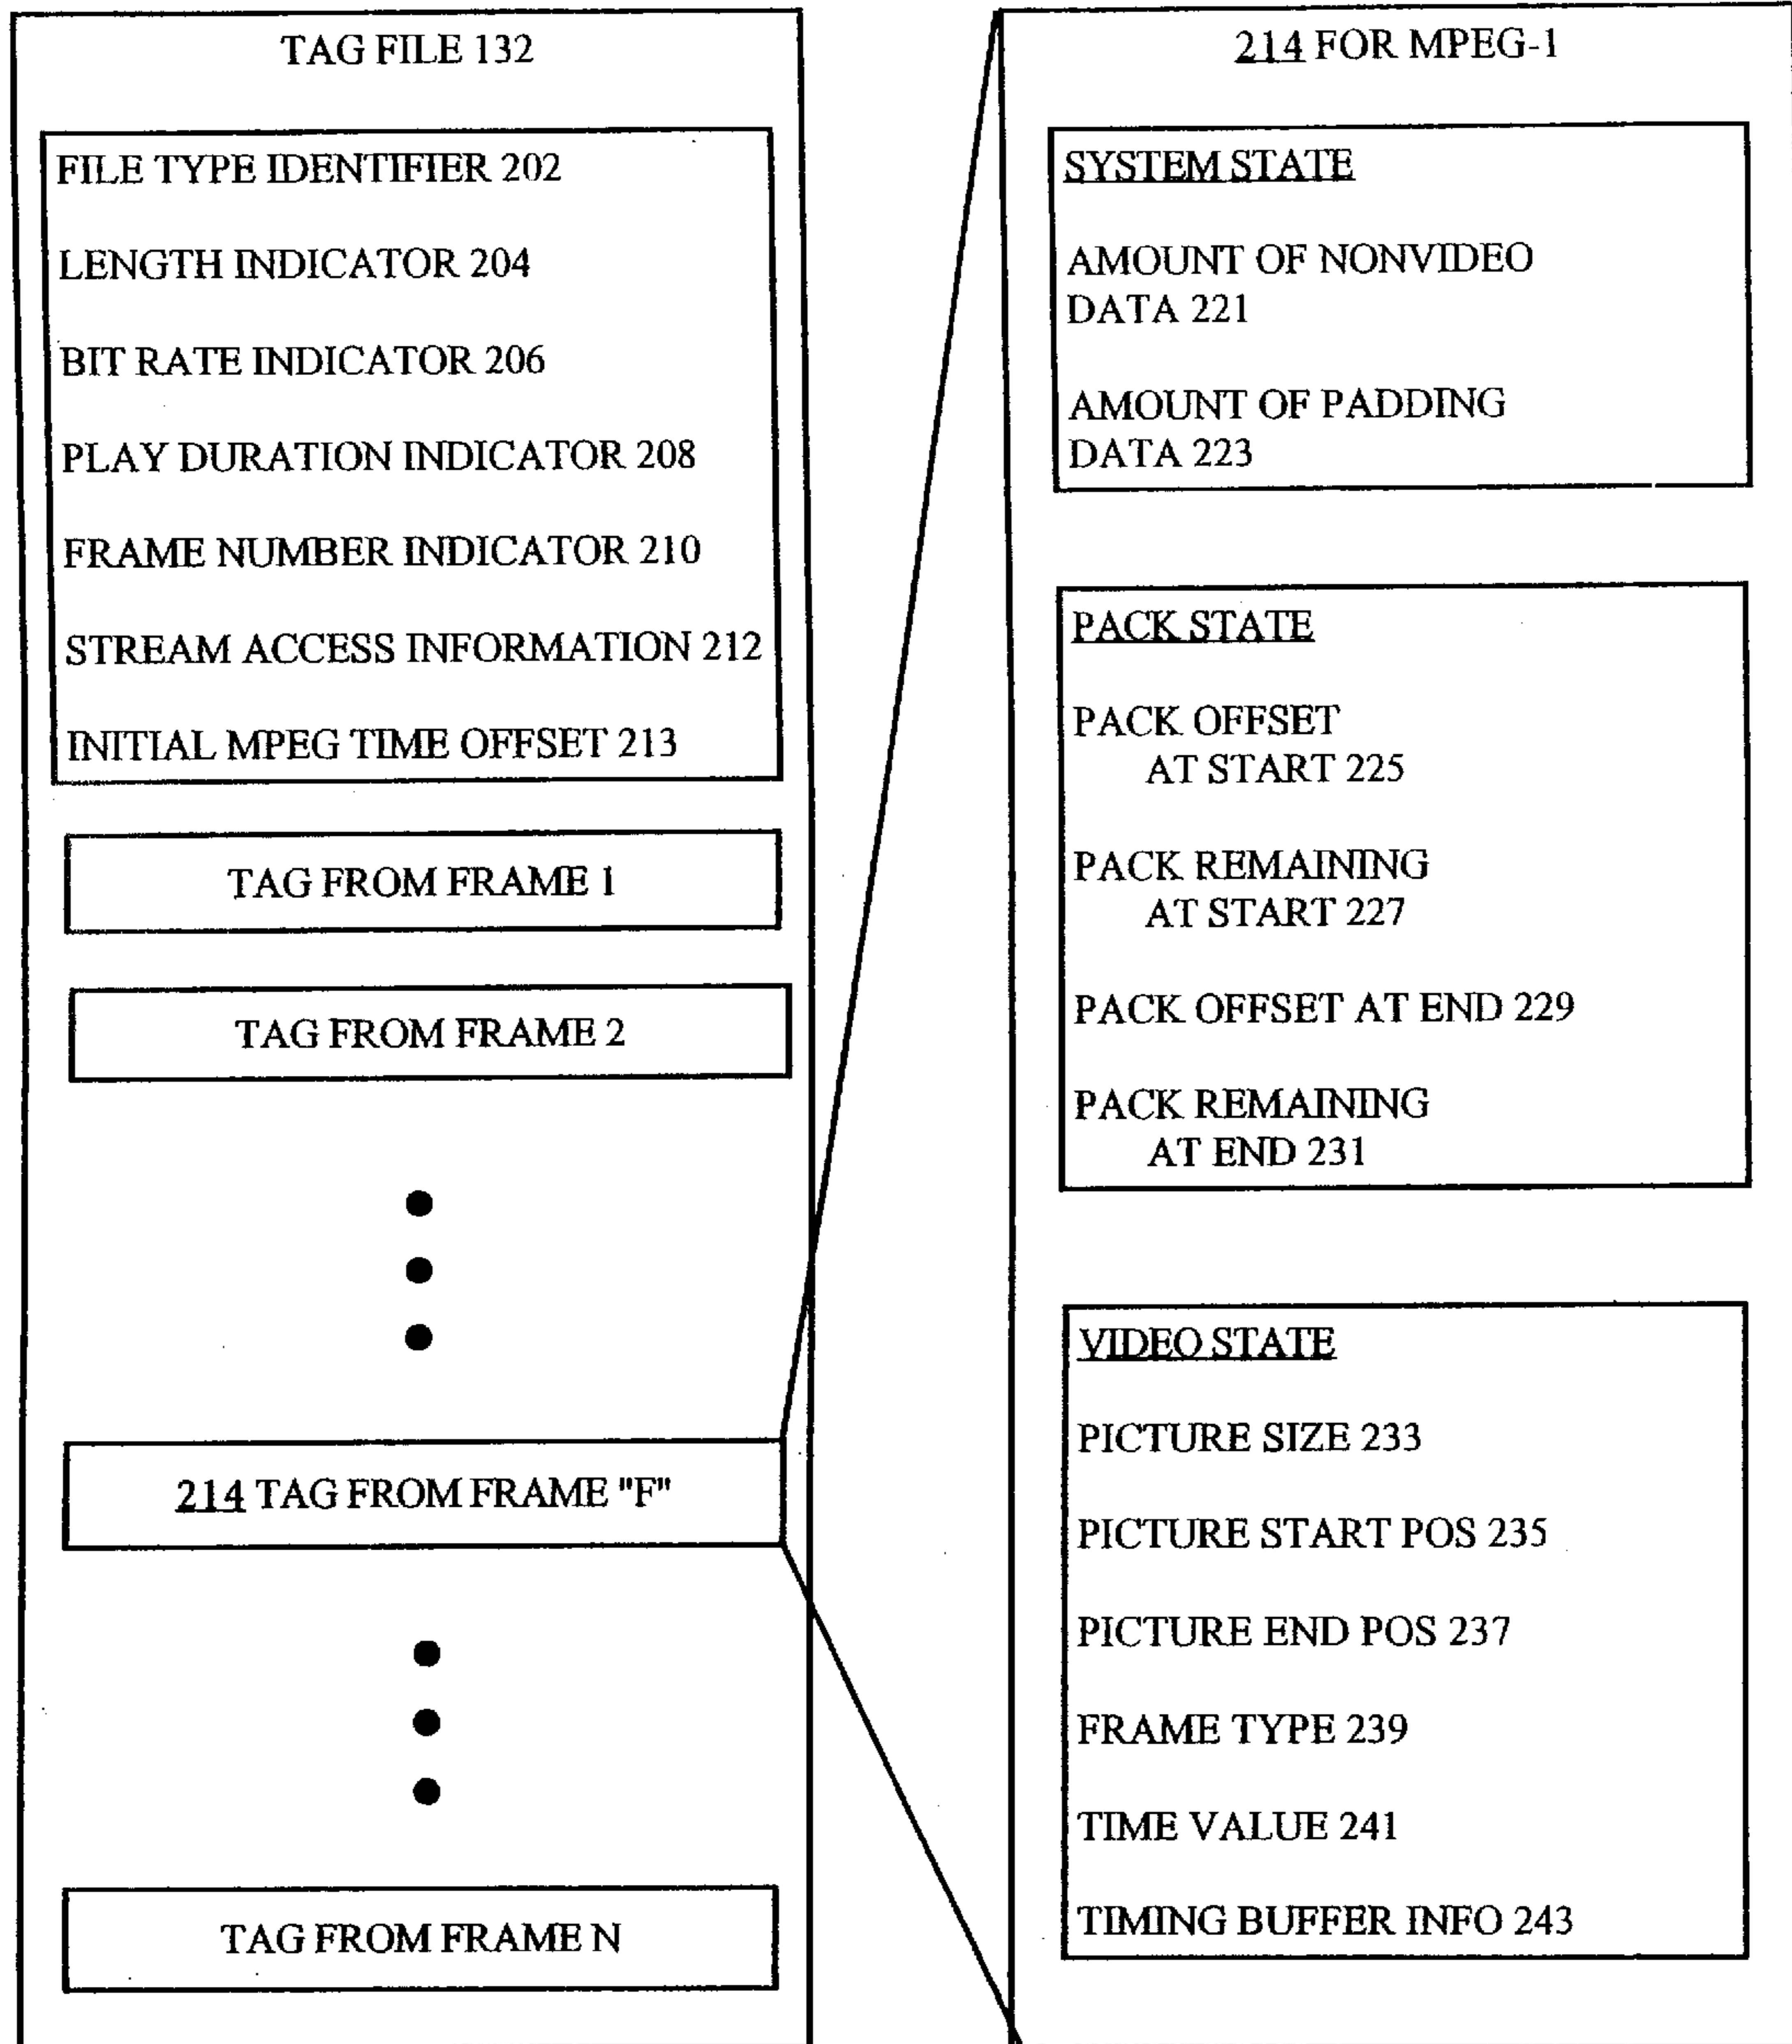 TAG FILE 132
FILE TYPE IDENTIFIER 202
LENGTH INDICATOR 204
BIT RATE INDICATOR 206
PLAY DURATION INDICATOR 208
FRAME NUMBER INDICATOR 210
STREAM ACCESS INFORMATION 212
INITIAL MPEG TIME OFFSET 213
TAG FROM FRAME 1
TAG FROM FRAME 2
214 TAG FROM FRAME "F"
TAG FROM FRAME N
214 FOR MPEG-1
SYSTEM STATE
AMOUNT OF NONVIDEO
DATA 221
AMOUNT OF PADDING
DATA 223
PACK STATE
PACK OFFSET
AT START 225
PACK REMAINING
AT START 227
PACK OFFSET AT END 229
PACK REMAINING
AT END 231
VIDEO STATE
PICTURE SIZE 233
PICTURE START POS 235
PICTURE END POS 237
FRAME TYPE 239
TIME VALUE 241
TIMING BUFFER INFO 243